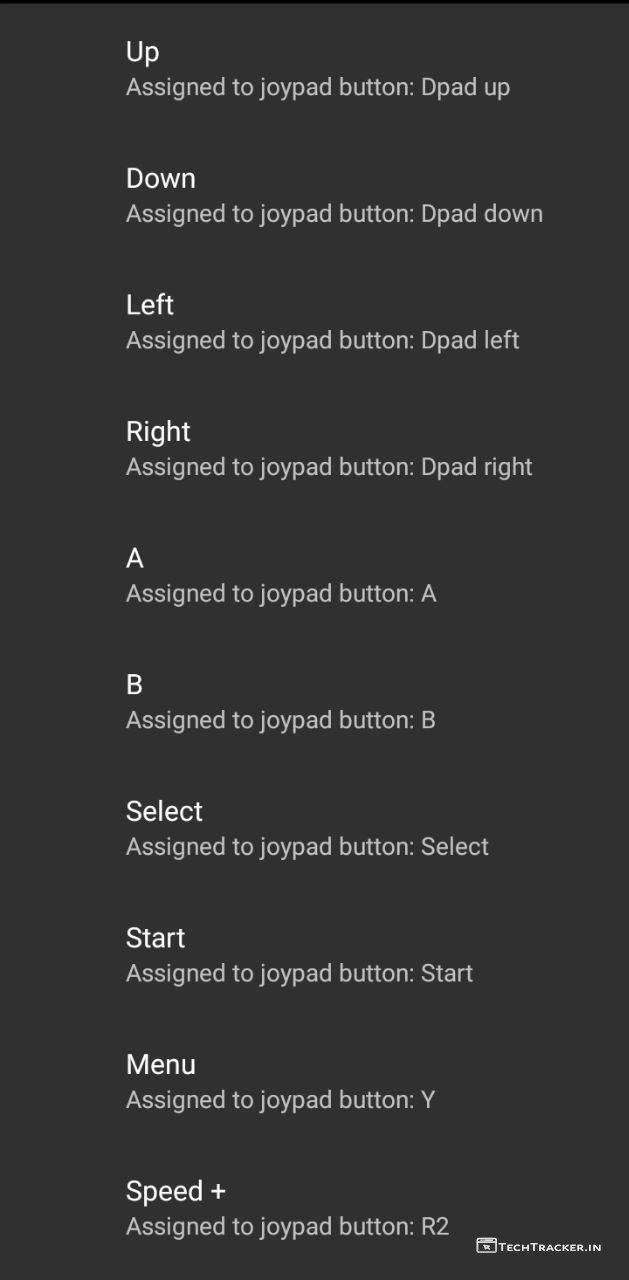 Up
Assigned to joypad button: Dpad up
Down
Assigned to joypad button: Dpad down
Left
Assigned to joypad button: Dpad left
Right
Assigned to joypad button: Dpad right
A
Assigned to joypad button: A
B
Assigned to joypad button: B
Select
Assigned to joypad button: Select
Start
Assigned to joypad button: Start
Menu
Assigned to joypad button: Y
Speed +
Assigned to joypad button: R2
TechTracker.in